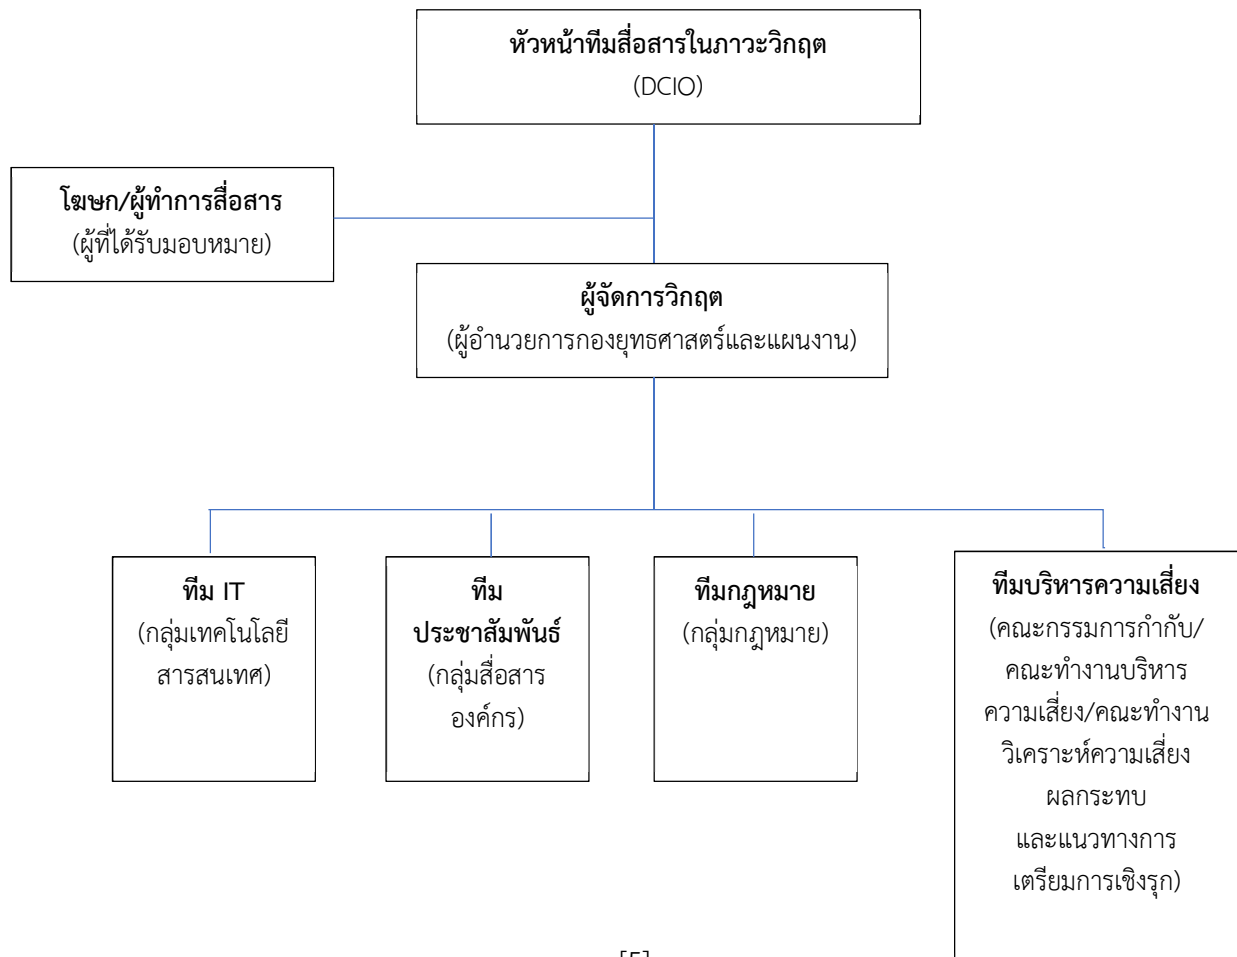 หัวหน้าทีมสื่อสารในภาวะวิกฤต
(DCIO)
โฆษก/ผู้ทำการสื่อสาร
(ผู้ที่ได้รับมอบหมาย)
ผู้จัดการวิกฤต
(ผู้อำนวยการกองยุทธศาสตร์และแผนงาน)
ทีม IT
(กลุ่มเทคโนโลยี
สารสนเทศ)
ทีม
ประชาสัมพันธ์
(กลุ่มสื่อสาร
องค์กร)
ทีมกฎหมาย
(กลุ่มกฎหมาย)
ทีมบริหารความเสี่ยง
(คณะกรรมการกำกับ/
คณะทำงานบริหาร
ความเสี่ยง/คณะทำงาน
วิเคราะห์ความเสี่ยง
ผลกระทบ
และแนวทางการ
เตรียมการเชิงรุก)